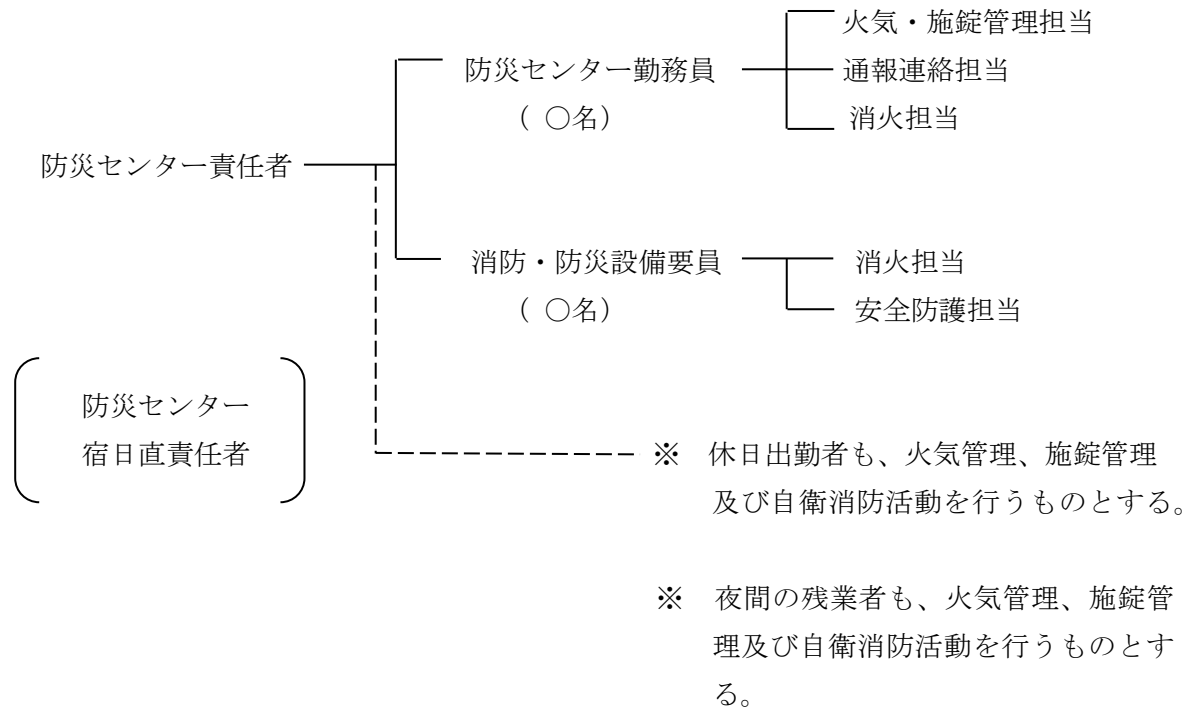 火気・施錠管理担当
防災センター勤務員
通報連絡担当
（ 〇名）
消火担当
防災センター責任者
消防・防災設備要員
消火担当
（ 〇名）
安全防護担当
防災センター
宿日直責任者
※ 休日出勤者も、火気管理、施錠管理
及び自衛消防活動を行うものとする。
※ 夜間の残業者も、火気管理、施錠管
理及び自衛消防活動を行うものとす
る。